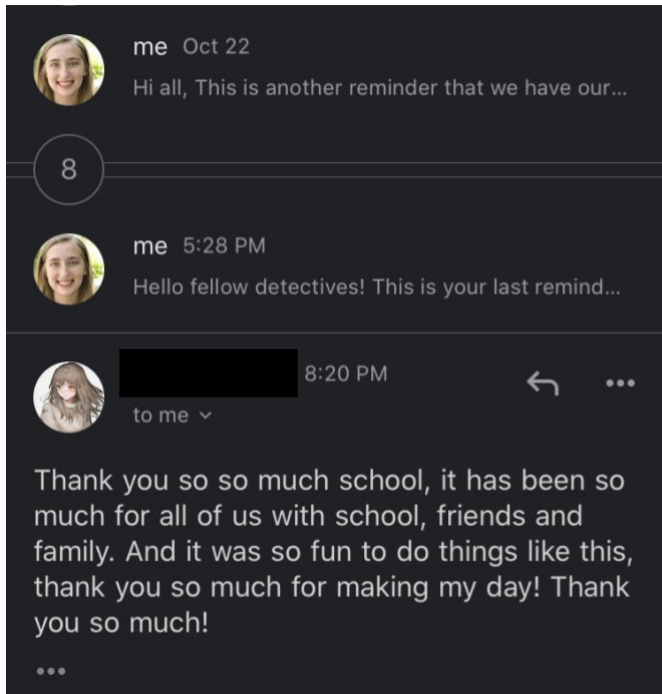 me Oct 22
Hi all, This is another reminder that we have our...
8
me 5:28 PM
Hello fellow detectives! This is your last remind...
8:20 PM
to me
Thank you so so much school, it has been so
much for all of us with school, friends and
family. And it was so fun to do things like this,
thank you so much for making my day! Thank
you so much!